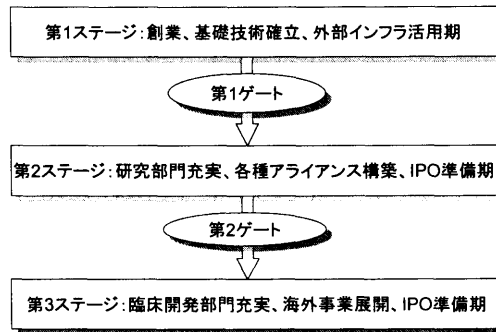 第1ステージ:創業、基礎技術確立、外部インフラ活用期
第1ゲート
第2ステージ:研究部門充実、各種アライアンス構築、IPO準備期
第2ゲート
第3ステージ:臨床開発部門充実、海外事業展開、IPO準備期